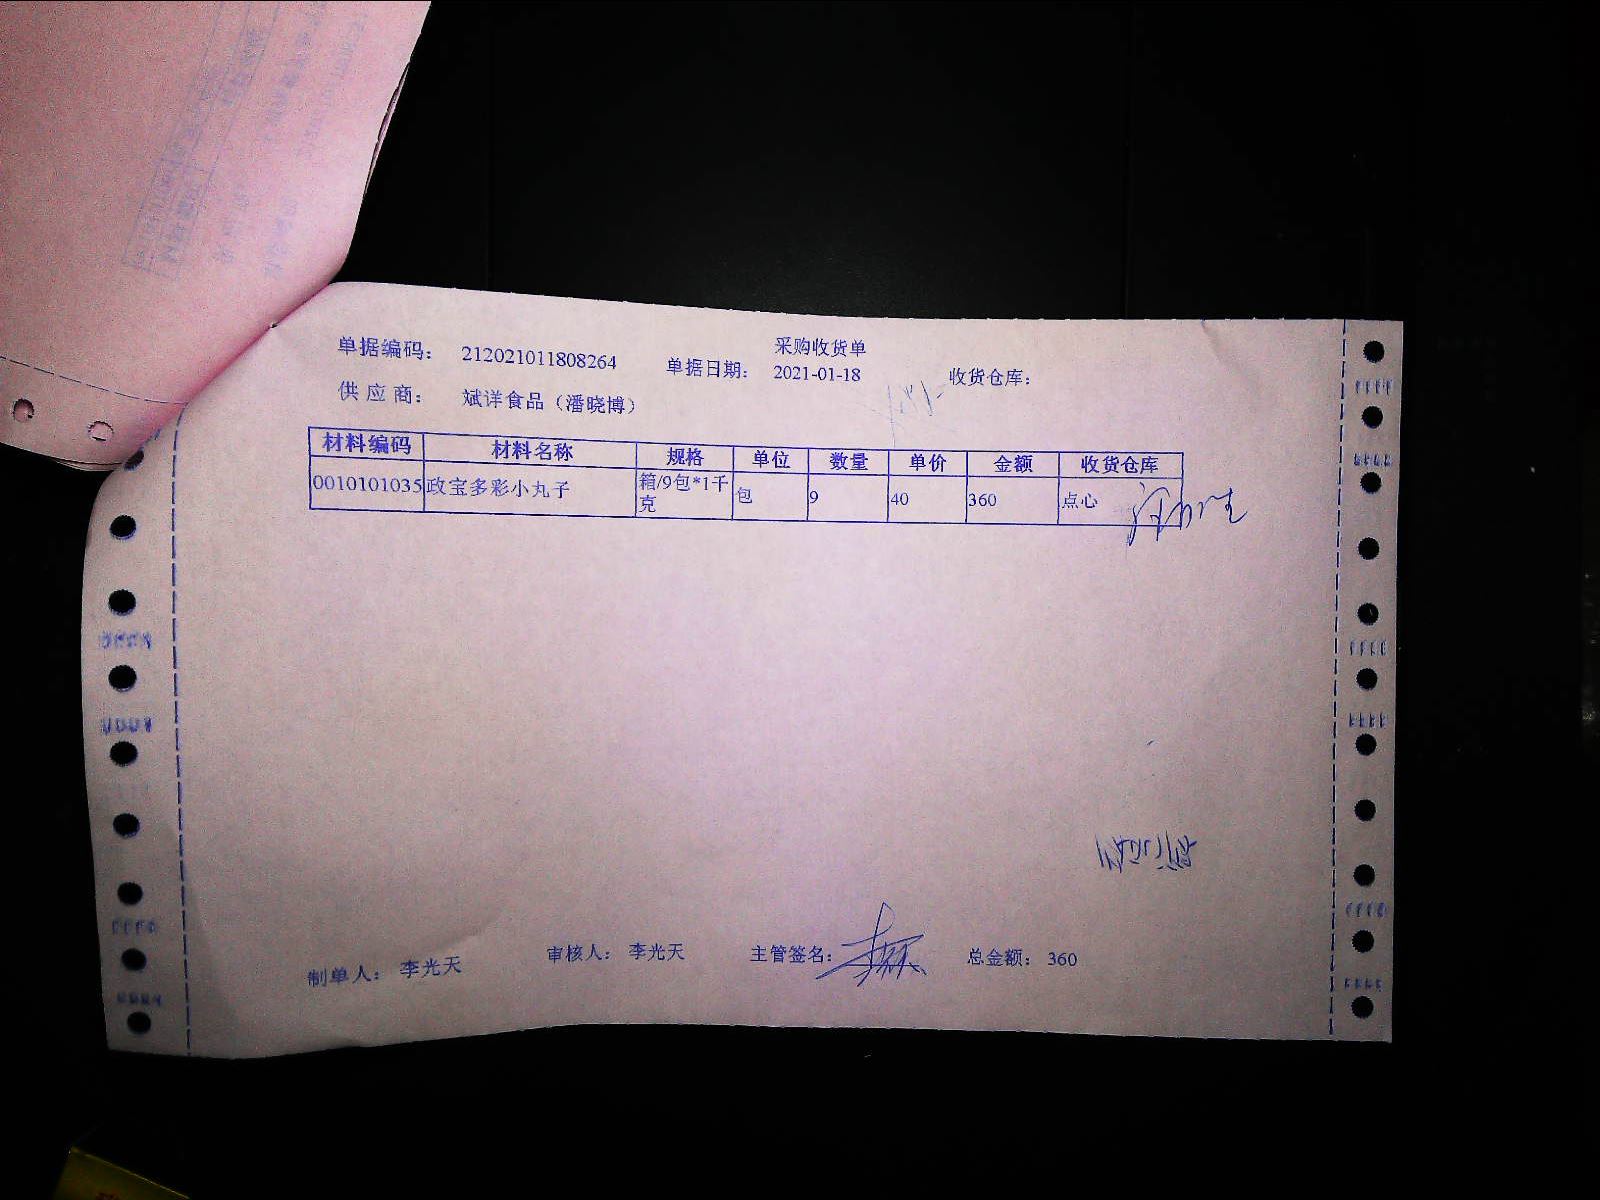 采购收货单
单据编码： 212021011808264 单据日期： 2021-01-18 收货仓库：
供 应 商： 斌洋食品（潘晓博）
材料编码 材料名称 规格 单位 数量 单价 金额 收货仓库
0010101035 政宝多彩小丸子 箱/9包*1千克 包 9 40 360 点心
制单人： 李光天 审核人： 李光天 主管签名： 总金额： 360